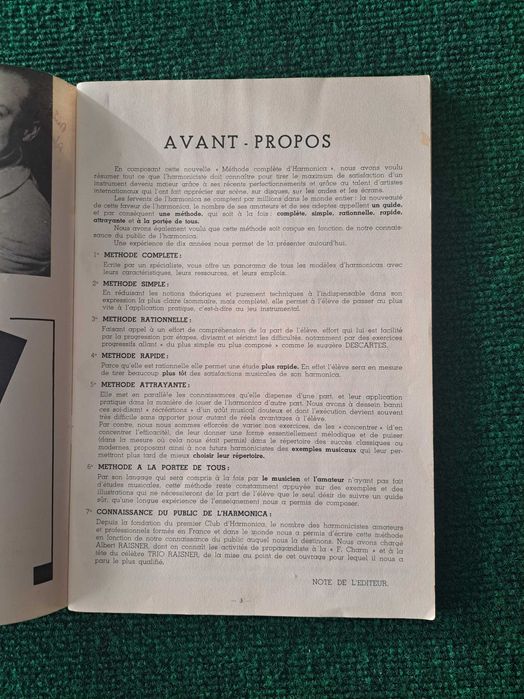 AVANT - PROPOS
En composant cette nouvelle « Méthode complète d'Harmonica », nous avons voulu
résumer tout ce que l'harmoniciste doit connaître pour tirer le maximum de satisfaction d'un
instrument devenu majeur grâce à ses récents perfectionnements et grâce au talent d'artistes
internationaux qui l'ont fait apprécier sur scène, sur disques, sur les ondes et les écrans.
Les fervents de l'harmonica se comptent par millions dans le monde entier : la nouveauté
de cette faveur de l'harmonica, le nombre de ses amateurs et de ses adeptes appellent un guide,
et par conséquent une méthode, qui soit à la fois : complète, simple, rationnelle, rapide,
attrayante et à la portée de tous.
Nous avons également voulu que cette méthode soit conçue en fonction de notre connais-
sance du public de l'harmonica.
Une expérience de dix années nous permet de la présenter aujourd'hui.
1° METHODE COMPLETE :
Ecrite par un spécialiste, vous offre un panorama de tous les modèles d'harmonicas avec
leurs caractéristiques, leurs ressources, et leurs emplois.
2° METHODE SIMPLE :
En réduisant les notions théoriques et purement techniques à l'indispensable dans son
expression la plus claire (sommaire, mais complète), elle permet à l'élève de passer au plus
vite à l'application pratique, c'est-à-dire au jeu instrumental.
3° METHODE RATIONNELLE :
Faisant appel à un effort de compréhension de la part de l'élève, effort qui lui est facilité
par la progression par étapes, divisant et sériant les difficultés, notamment par des exercices
progressifs allant « du plus simple au plus composé » comme le suggère DESCARTES.
4° METHODE RAPIDE :
Parce qu'elle est rationnelle elle permet une étude plus rapide. En effet l'élève sera en mesure
de tirer beaucoup plus tôt des satisfactions musicales de son harmonica.
5° METHODE ATTRAYANTE :
Elle met en parallèle les connaissances qu'elle dispense d'une part, et leur application
pratique dans la manière de jouer de l'harmonica d'autre part. Nous avons à dessein banni
ces soi-disant « récréations » d'un goût musical douteux et dont l'exécution devient souvent
très difficile sans apporter pour autant de réels avantages à l'élève.
Par contre, nous nous sommes efforcés de varier nos exercices, de les « concentrer » (d'en
concentrer l'efficacité), de leur donner une forme essentiellement mélodique et de puiser
(dans la mesure où cela nous était permis) dans le répertoire des succès classiques ou
modernes, proposant ainsi à nos futurs harmonicistes des exemples musicaux qui leur per-
mettent plus tard de mieux choisir leur répertoire.
6° METHODE A LA PORTEE DE TOUS :
Par son langage qui sera compris à la fois par le musicien et l'amateur n'ayant pas fait
d'études musicales, cette méthode reste constamment appuyée sur des exemples et des
illustrations qui ne nécessiteront de la part de l'élève que le seul désir de suivre un guide
sûr, qu'une longue expérience de l'enseignement nous a permis de composer.
7° CONNAISSANCE DU PUBLIC DE L'HARMONICA :
Depuis la fondation du premier Club d'Harmonica, le nombre des harmonicistes amateurs
et professionnels formés en France et dans le monde nous a permis d'écrire cette méthode
en fonction de notre connaissance du public auquel nous la destinons. Nous avons chargé
Albert RAISNER, dont on connaît les activités de propagandiste à la « F. Charm » et à la
tête du célèbre TRIO RAISNER, de la mise au point de cet ouvrage pour lequel il nous a
paru le plus qualifié.
NOTE DE L'EDITEUR.
— 3 —